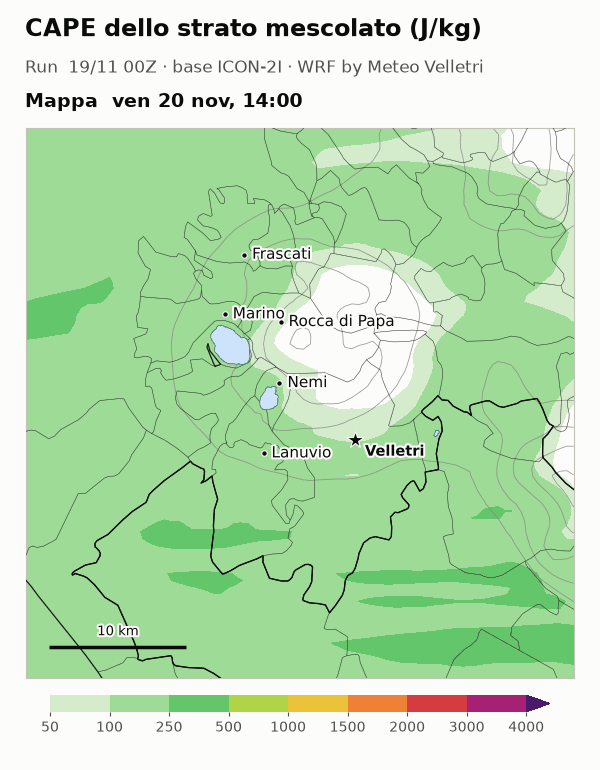 CAPE dello strato mescolato (J/kg)
Run  19/11 00Z · base ICON-2I · WRF by Meteo Velletri
Mappa  ven 20 nov, 14:00
Frascati
Marino
Rocca di Papa
Nemi
Velletri
Lanuvio
10 km
50 100 250 500 1000 1500 2000 3000 4000